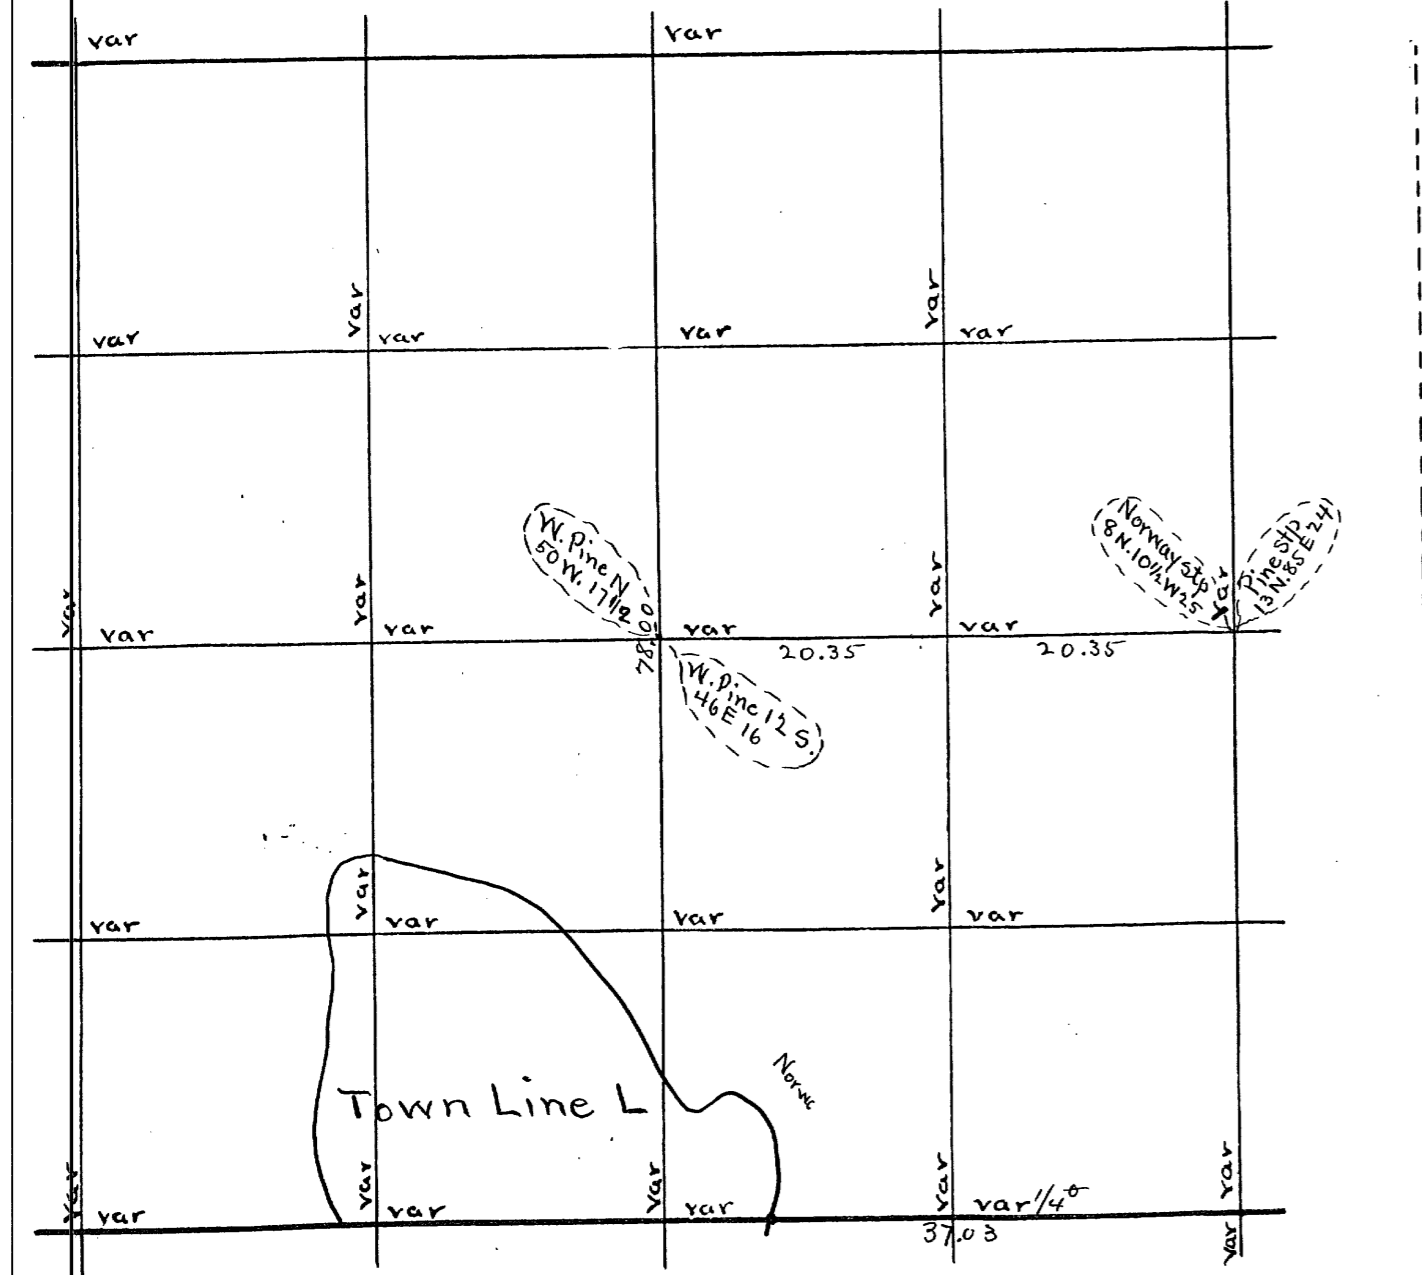 var
var
var
var
var
var
var
var
W. Pine N
50 W. 17 1/2
78.00
Norway stp
8 N. 10 1/2 W 25
Pine stp
13 N. 85 E 24
var
var
var
var
var
var
var
var
var
20.35
20.35
W. Pine 12 S.
46 E 16
var
var
var
var
var
var
Norwc
Town Line L
var
var
var
var
var
var
var
var
var 1/4°
37.03
var